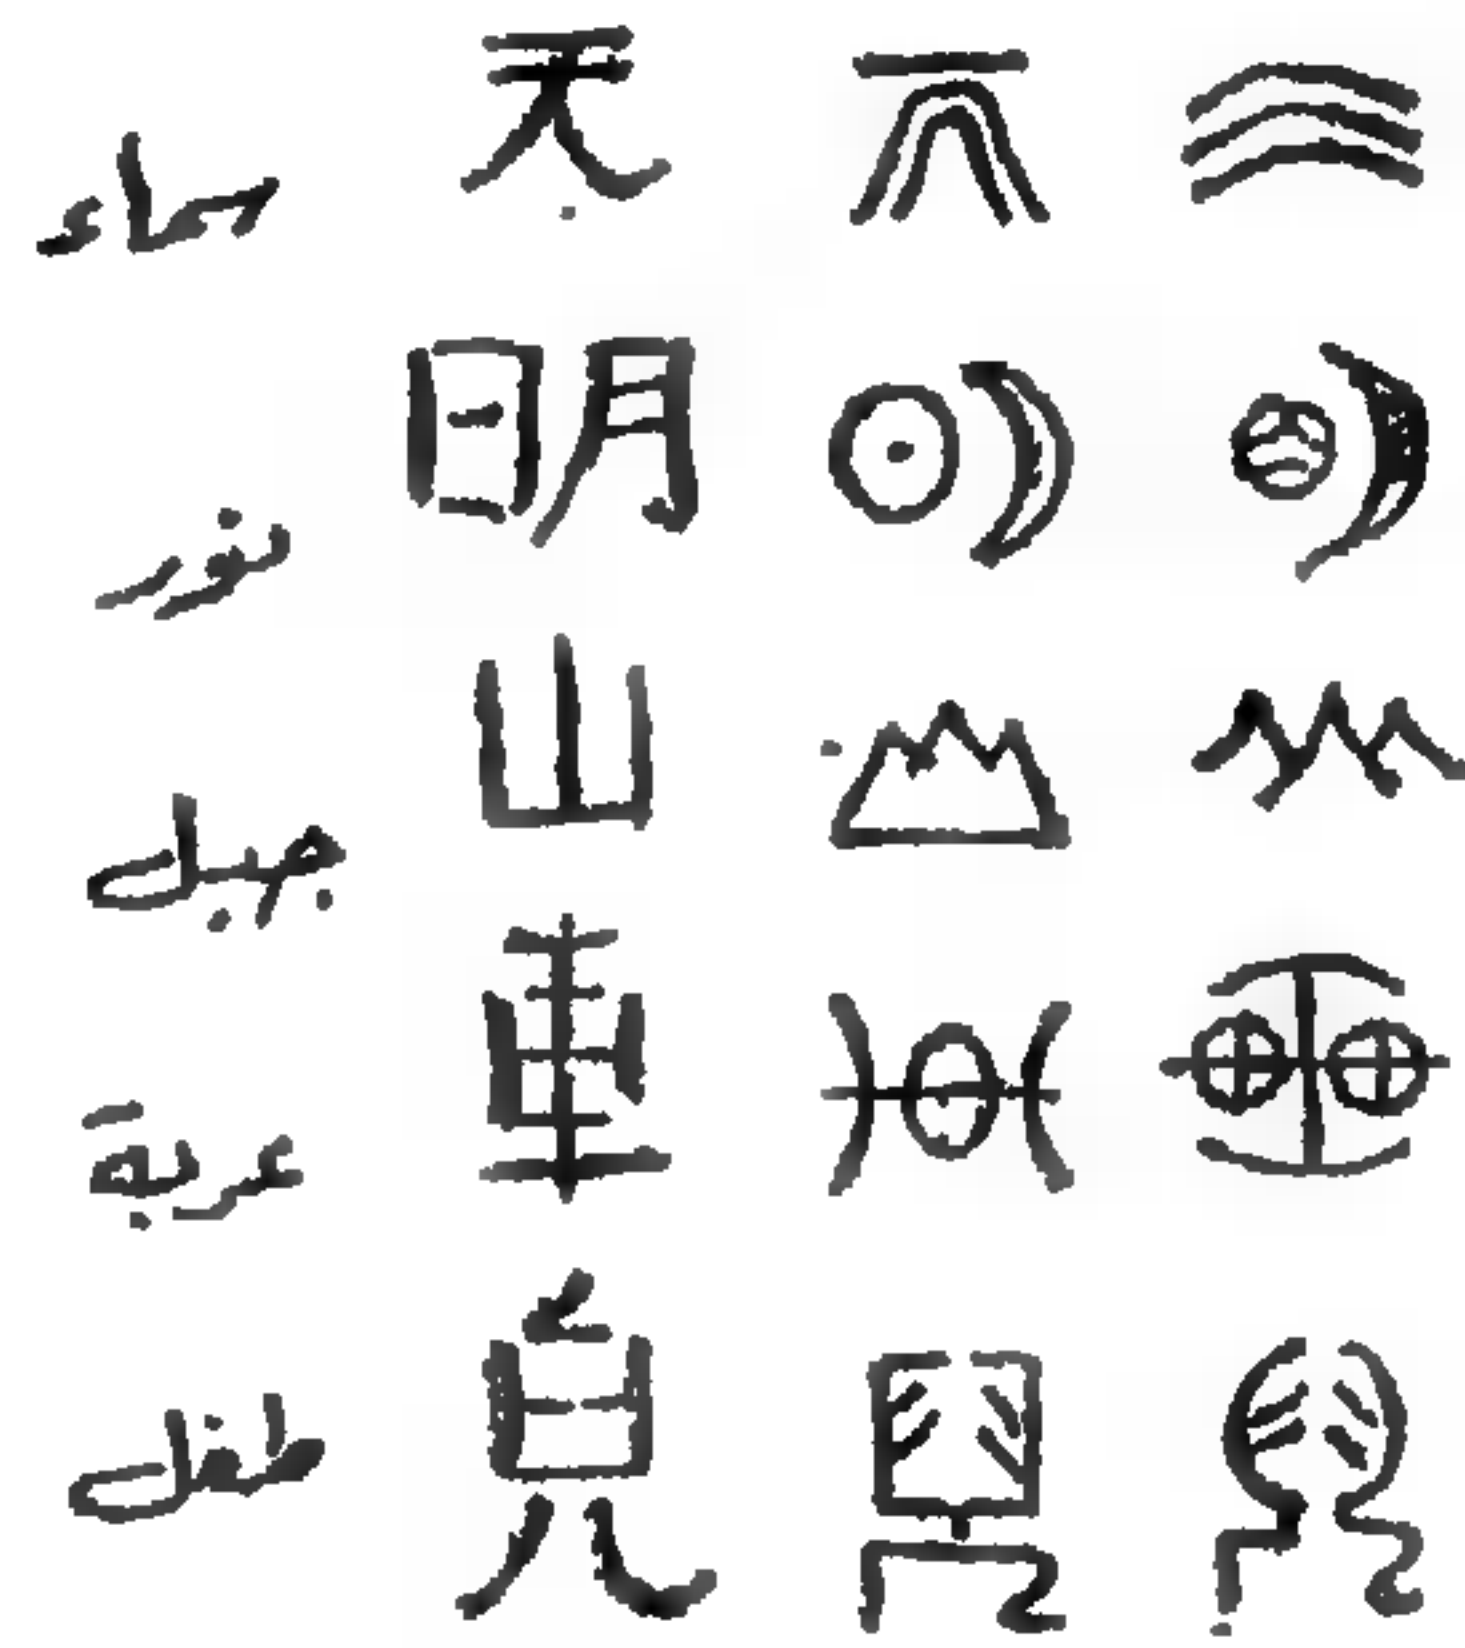 سماء 天
نور 明
جبل 山
عربة 車
طفل 兒